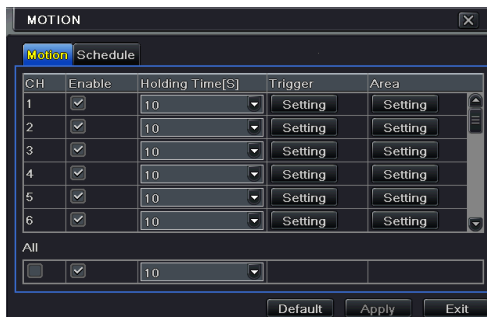 MOTION
Motion Schedule
CH Enable Holding Time[S] Trigger Area
1 10 Setting Setting
2 10 Setting Setting
3 10 Setting Setting
4 10 Setting Setting
5 10 Setting Setting
6 10 Setting Setting
All
10
Default Apply Exit